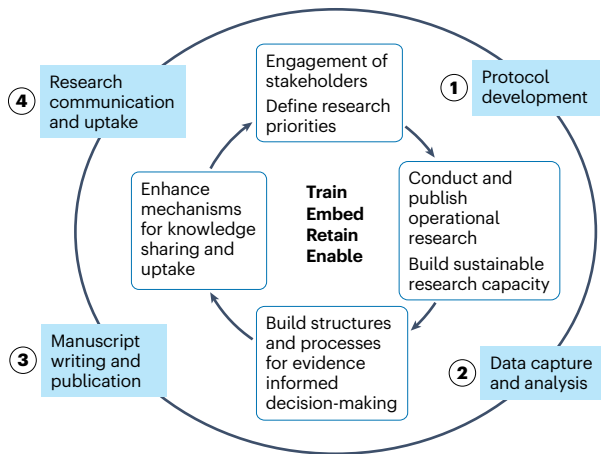 Engagement of
stakeholders
Define research
priorities
1
Protocol
development
Conduct and
publish
operational
research
Build sustainable
research capacity
2
Data capture
and analysis
Build structures
and processes
for evidence
informed
decision-making
3
Manuscript
writing and
publication
Enhance
mechanisms
for knowledge
sharing and
uptake
4
Research
communication
and uptake
Train
Embed
Retain
Enable